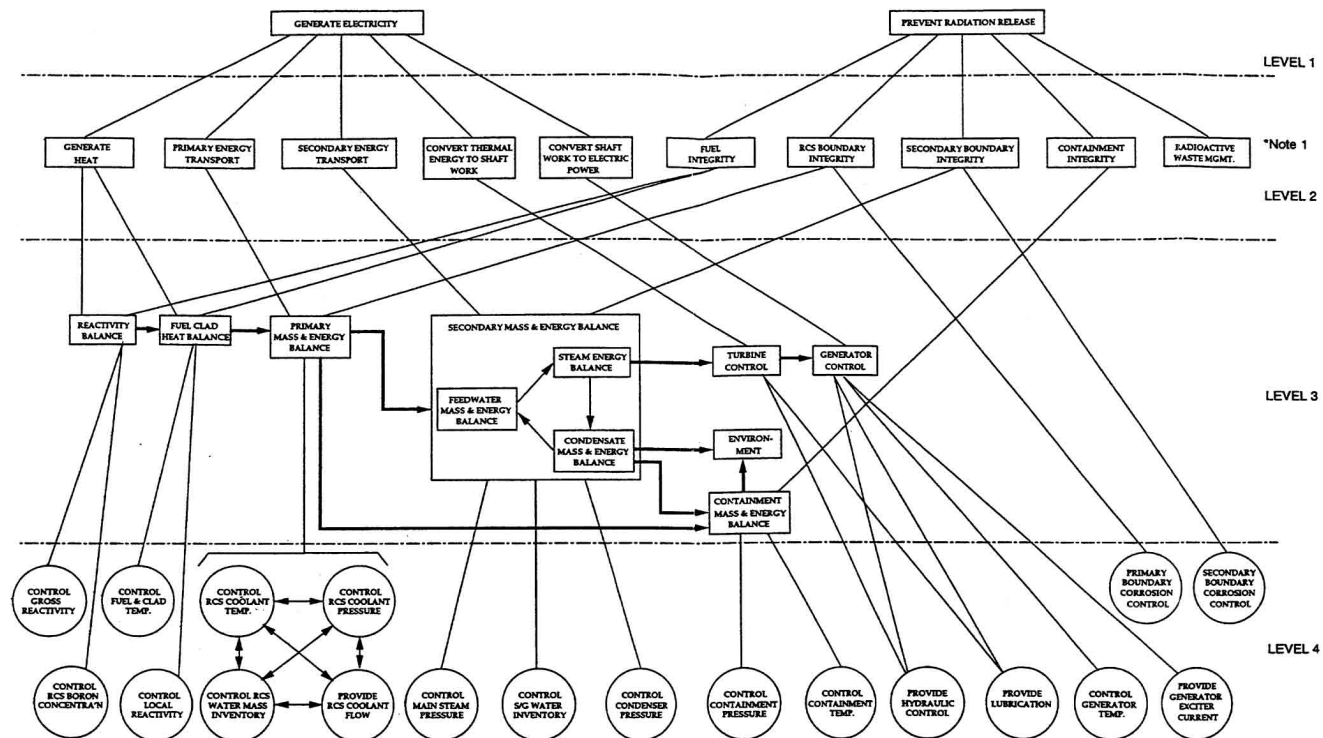 GENERATE ELECTRICITY
PREVENT RADIATION RELEASE
LEVEL 1
GENERATE
HEAT
PRIMARY ENERGY
TRANSPORT
SECONDARY ENERGY
TRANSPORT
CONVERT THERMAL
ENERGY TO SHAFT
WORK
CONVERT SHAFT
WORK TO ELECTRIC
POWER
FUEL
INTEGRITY
RCS BOUNDARY
INTEGRITY
SECONDARY BOUNDARY
INTEGRITY
CONTAINMENT
INTEGRITY
RADIOACTIVE
WASTE MGMT.
*Note 1
LEVEL 2
REACTIVITY
BALANCE
FUEL CLAD
HEAT BALANCE
PRIMARY
MASS & ENERGY
BALANCE
SECONDARY MASS & ENERGY BALANCE
STEAM ENERGY
BALANCE
FEEDWATER
MASS & ENERGY
BALANCE
CONDENSATE
MASS & ENERGY
BALANCE
TURBINE
CONTROL
GENERATOR
CONTROL
ENVIRON-
MENT
CONTAINMENT
MASS & ENERGY
BALANCE
LEVEL 3
CONTROL
GROSS
REACTIVITY
CONTROL
FUEL & CLAD
TEMP.
CONTROL
RCS COOLANT
TEMP.
CONTROL
RCS COOLANT
PRESSURE
PRIMARY
BOUNDARY
CORROSION
CONTROL
SECONDARY
BOUNDARY
CORROSION
CONTROL
LEVEL 4
CONTROL
RCS BORON
CONCENTRA'N
CONTROL
LOCAL
REACTIVITY
CONTROL RCS
WATER MASS
INVENTORY
PROVIDE
RCS COOLANT
FLOW
CONTROL
MAIN STEAM
PRESSURE
CONTROL
S/G WATER
INVENTORY
CONTROL
CONDENSER
PRESSURE
CONTROL
CONTAINMENT
PRESSURE
CONTROL
CONTAINMENT
TEMP.
PROVIDE
HYDRAULIC
CONTROL
PROVIDE
LUBRICATION
CONTROL
GENERATOR
TEMP.
PROVIDE
GENERATOR
EXCITER
CURRENT